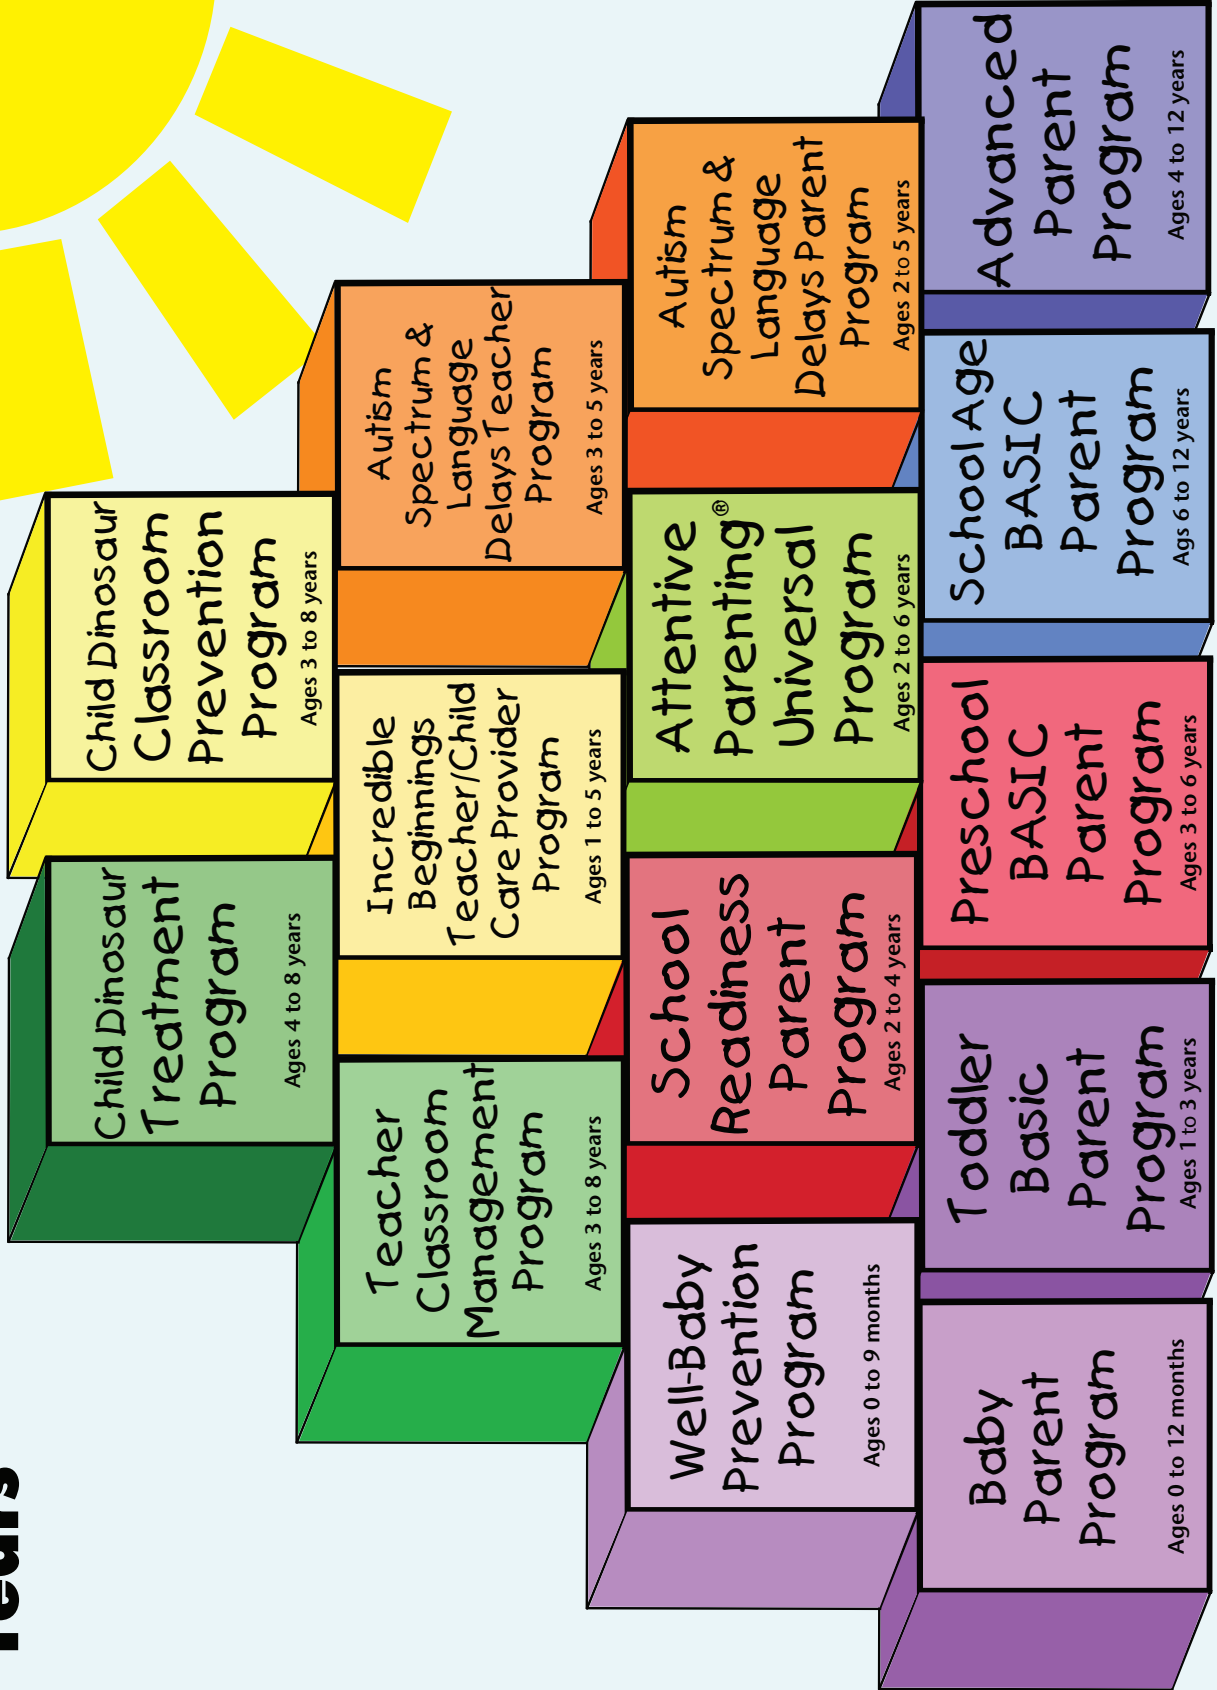 Years
Child Dinosaur
Treatment
Program
Ages 4 to 8 years
Child Dinosaur
Classroom
Prevention
Program
Ages 3 to 8 years
Teacher
Classroom
Management
Program
Ages 3 to 8 years
Incredible
Beginnings
Teacher/Child
Care Provider
Program
Ages 1 to 5 years
Autism
Spectrum &
Language
Delays Teacher
Program
Ages 3 to 5 years
Well-Baby
Prevention
Program
Ages 0 to 9 months
School
Readiness
Parent
Program
Ages 2 to 4 years
Attentive
Parenting®
Universal
Program
Ages 2 to 6 years
Autism
Spectrum &
Language
Delays Parent
Program
Ages 2 to 5 years
Baby
Parent
Program
Ages 0 to 12 months
Toddler
Basic
Parent
Program
Ages 1 to 3 years
Preschool
BASIC
Parent
Program
Ages 3 to 6 years
School Age
BASIC
Parent
Program
Ags 6 to 12 years
Advanced
Parent
Program
Ages 4 to 12 years